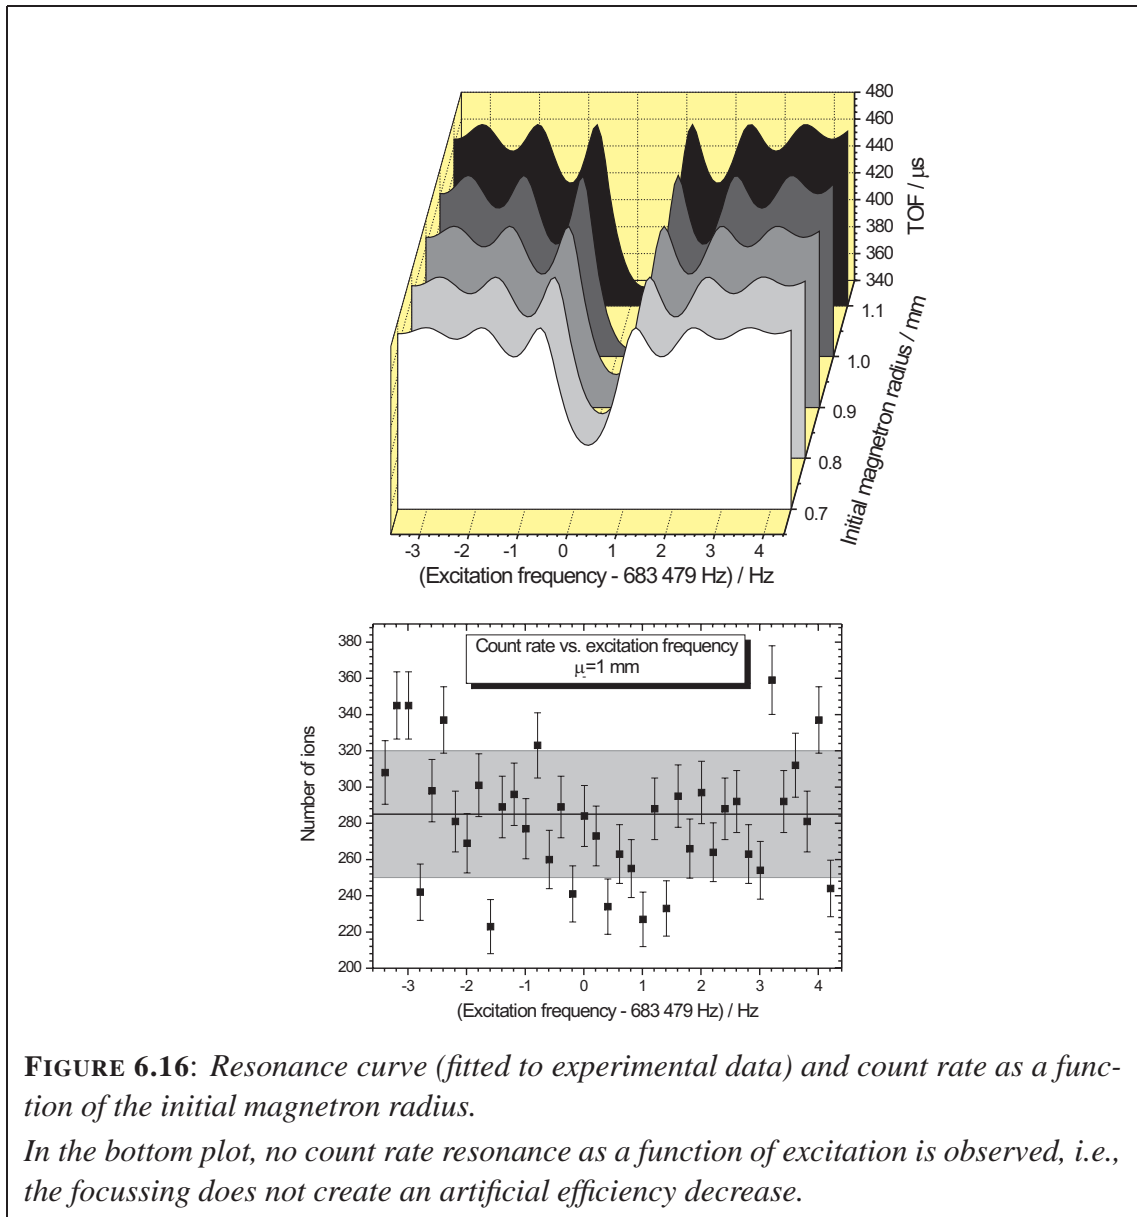 480
460
440
420
400
380
360
340
TOF / µs
1.1
1.0
0.9
0.8
0.7
Initial magnetron radius / mm
-3 -2 -1 0 1 2 3 4
(Excitation frequency - 683 479 Hz) / Hz
Count rate vs. excitation frequency
µ-=1 mm
380
360
340
320
300
280
260
240
220
200
Number of ions
-3 -2 -1 0 1 2 3 4
(Excitation frequency - 683 479 Hz) / Hz
FIGURE 6.16: Resonance curve (fitted to experimental data) and count rate as a func-
tion of the initial magnetron radius.
In the bottom plot, no count rate resonance as a function of excitation is observed, i.e.,
the focussing does not create an artificial efficiency decrease.